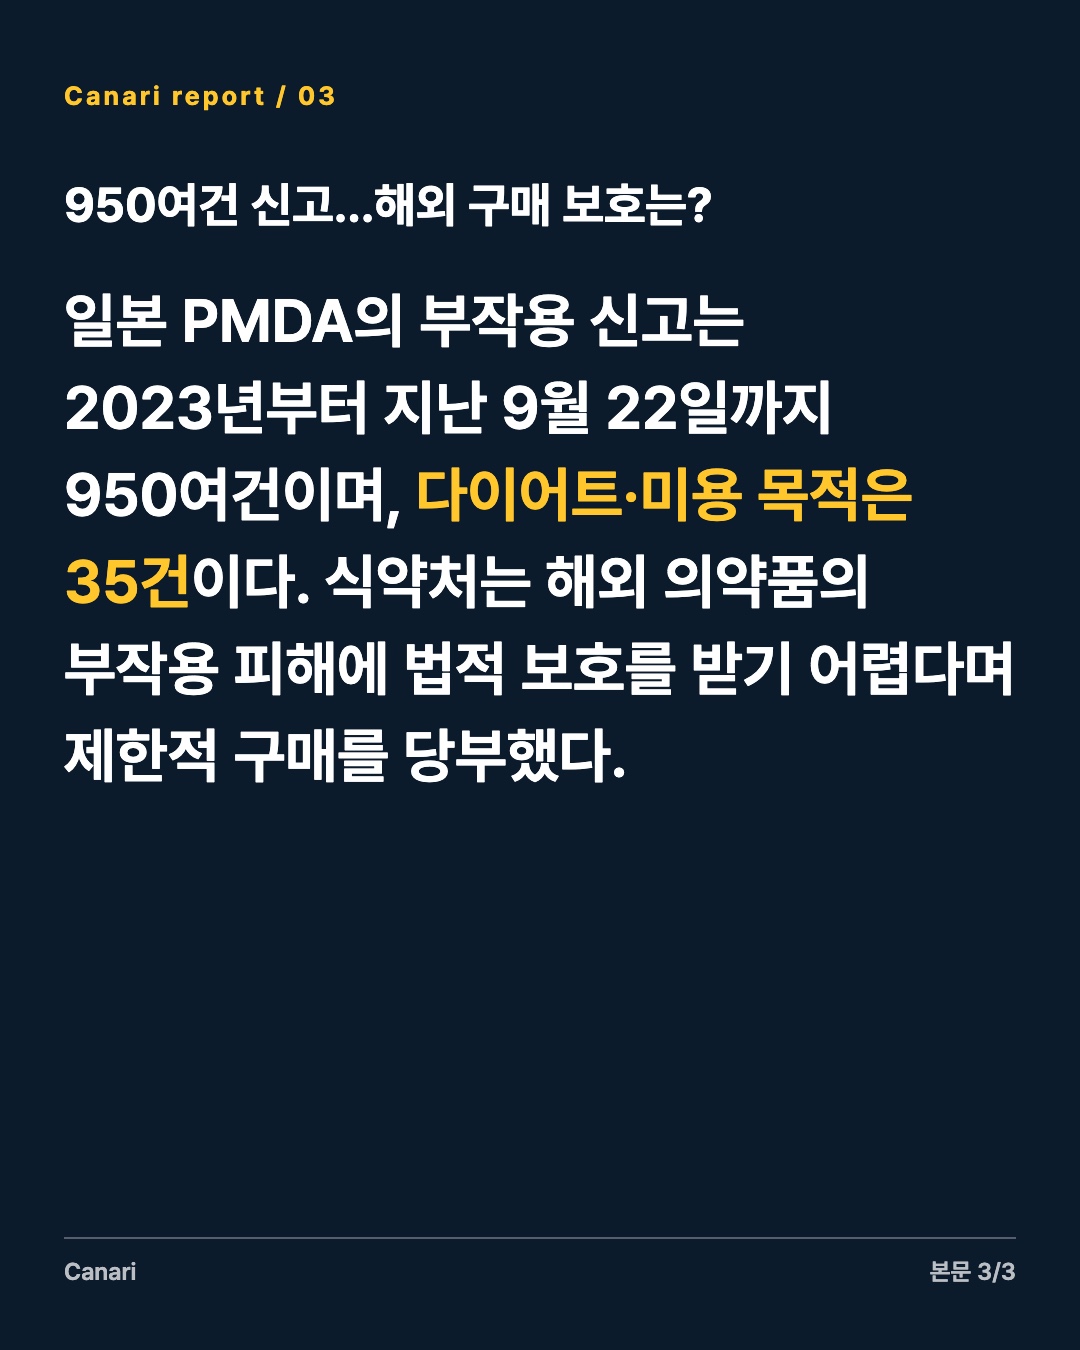 Canari report / 03
950여건 신고...해외 구매 보호는?
일본 PMDA의 부작용 신고는
2023년부터 지난 9월 22일까지
950여건이며, 다이어트·미용 목적은
35건이다. 식약처는 해외 의약품의
부작용 피해에 법적 보호를 받기 어렵다며
제한적 구매를 당부했다.
Canari
본문 3/3